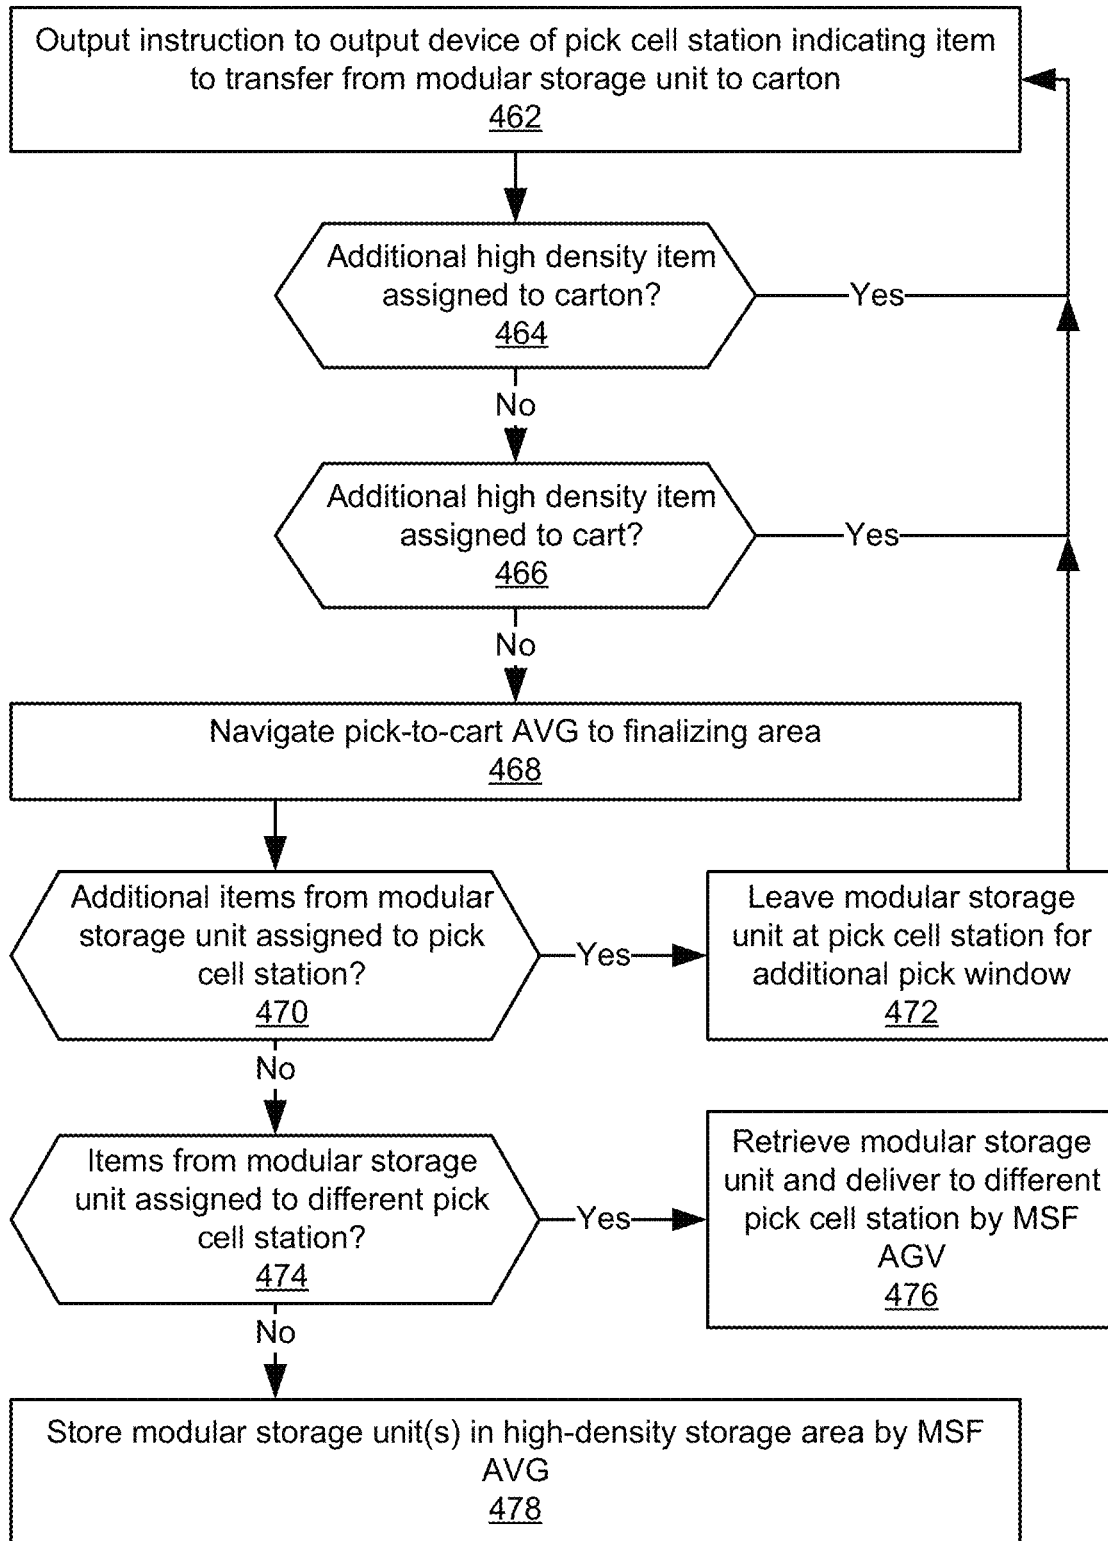 Output instruction to output device of pick cell station indicating item
to transfer from modular storage unit to carton
462
Additional high density item
assigned to carton?
464
Yes
No
Additional high density item
assigned to cart?
466
Yes
No
Navigate pick-to-cart AVG to finalizing area
468
Additional items from modular
storage unit assigned to pick
cell station?
470
Yes
Leave modular storage
unit at pick cell station for
additional pick window
472
No
Items from modular storage
unit assigned to different pick
cell station?
474
Yes
Retrieve modular storage
unit and deliver to different
pick cell station by MSF
AGV
476
No
Store modular storage unit(s) in high-density storage area by MSF
AVG
478